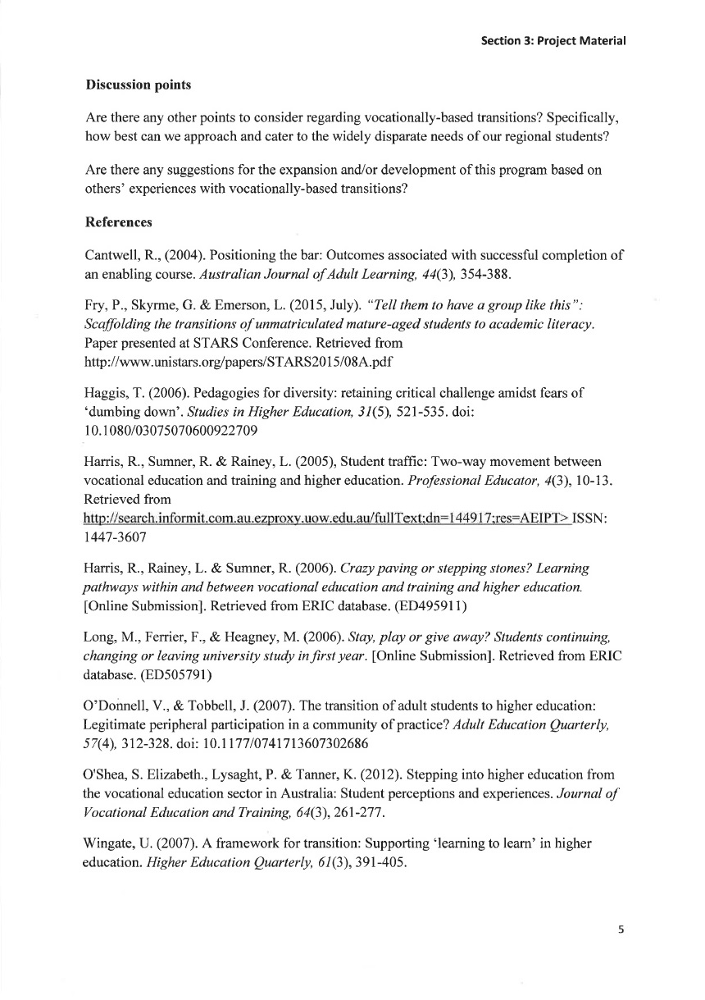 Section 3: Project Material
Discussion points
Are there any other points to consider regarding vocationally-based transitions? Specifically,
how best can we approach and cater to the widely disparate needs of our regional students?
Are there any suggestions for the expansion and/or development of this program based on
others’ experiences with vocationally-based transitions?
References
Cantwell, R., (2004). Positioning the bar: Outcomes associated with successful completion of
an enabling course. Australian Journal of Adult Learning, 44(3), 354-388.
Fry, P., Skyrme, G. & Emerson, L. (2015, July). “Tell them to have a group like this”:
Scaffolding the transitions of unmatriculated mature-aged students to academic literacy.
Paper presented at STARS Conference. Retrieved from
http://www.unistars.org/papers/STARS2015/08A.pdf
Haggis, T. (2006). Pedagogies for diversity: retaining critical challenge amidst fears of
‘dumbing down’. Studies in Higher Education, 31(5), 521-535. doi:
10.1080/03075070600922709
Harris, R., Sumner, R. & Rainey, L. (2005), Student traffic: Two-way movement between
vocational education and training and higher education. Professional Educator, 4(3), 10-13.
Retrieved from
http://search.informit.com.au.ezproxy.uow.edu.au/fullText;dn=144917;res=AEIPT> ISSN:
1447-3607
Harris, R., Rainey, L. & Sumner, R. (2006). Crazy paving or stepping stones? Learning
pathways within and between vocational education and training and higher education.
[Online Submission]. Retrieved from ERIC database. (ED495911)
Long, M., Ferrier, F., & Heagney, M. (2006). Stay, play or give away? Students continuing,
changing or leaving university study in first year. [Online Submission]. Retrieved from ERIC
database. (ED505791)
O’Donnell, V., & Tobbell, J. (2007). The transition of adult students to higher education:
Legitimate peripheral participation in a community of practice? Adult Education Quarterly,
57(4), 312-328. doi: 10.1177/0741713607302686
O'Shea, S. Elizabeth., Lysaght, P. & Tanner, K. (2012). Stepping into higher education from
the vocational education sector in Australia: Student perceptions and experiences. Journal of
Vocational Education and Training, 64(3), 261-277.
Wingate, U. (2007). A framework for transition: Supporting ‘learning to learn’ in higher
education. Higher Education Quarterly, 61(3), 391-405.
5